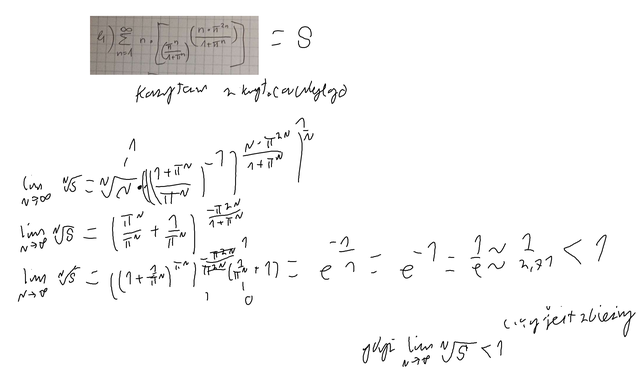 h) \sum_{n=1}^{\infty} n \cdot \left[ \left(\frac{\pi^n}{1+\pi^n}\right)^{\left(\frac{n \cdot \pi^{2n}}{1+\pi^n}\right)} \right] = S
Korzystam z kryt. Cauchy'ego
\lim_{n \to \infty} \sqrt[n]{S} = \sqrt[n]{n} \cdot \left(\left(\left(\frac{1+\pi^n}{\pi^n}\right)^{-1}\right)^{\frac{n \cdot \pi^{2n}}{1+\pi^n}}\right)^{\frac{1}{n}}
\lim_{n \to \infty} \sqrt[n]{S} = \left(\frac{\pi^n}{\pi^n} + \frac{1}{\pi^n}\right)^{\frac{-\pi^{2n}}{1+\pi^n}}
\lim_{n \to \infty} \sqrt[n]{S} = \left(\left(1+\frac{1}{\pi^n}\right)^{\pi^n}\right)^{\frac{-\pi^{2n}}{\pi^{2n}\left(\frac{1}{\pi^n}+1\right)}} = e^{\frac{-1}{1}} = e^{-1} = \frac{1}{e} \sim \frac{1}{2,71} < 1
jest zbieżny
gdyż \lim_{n \to \infty} \sqrt[n]{S} < 1